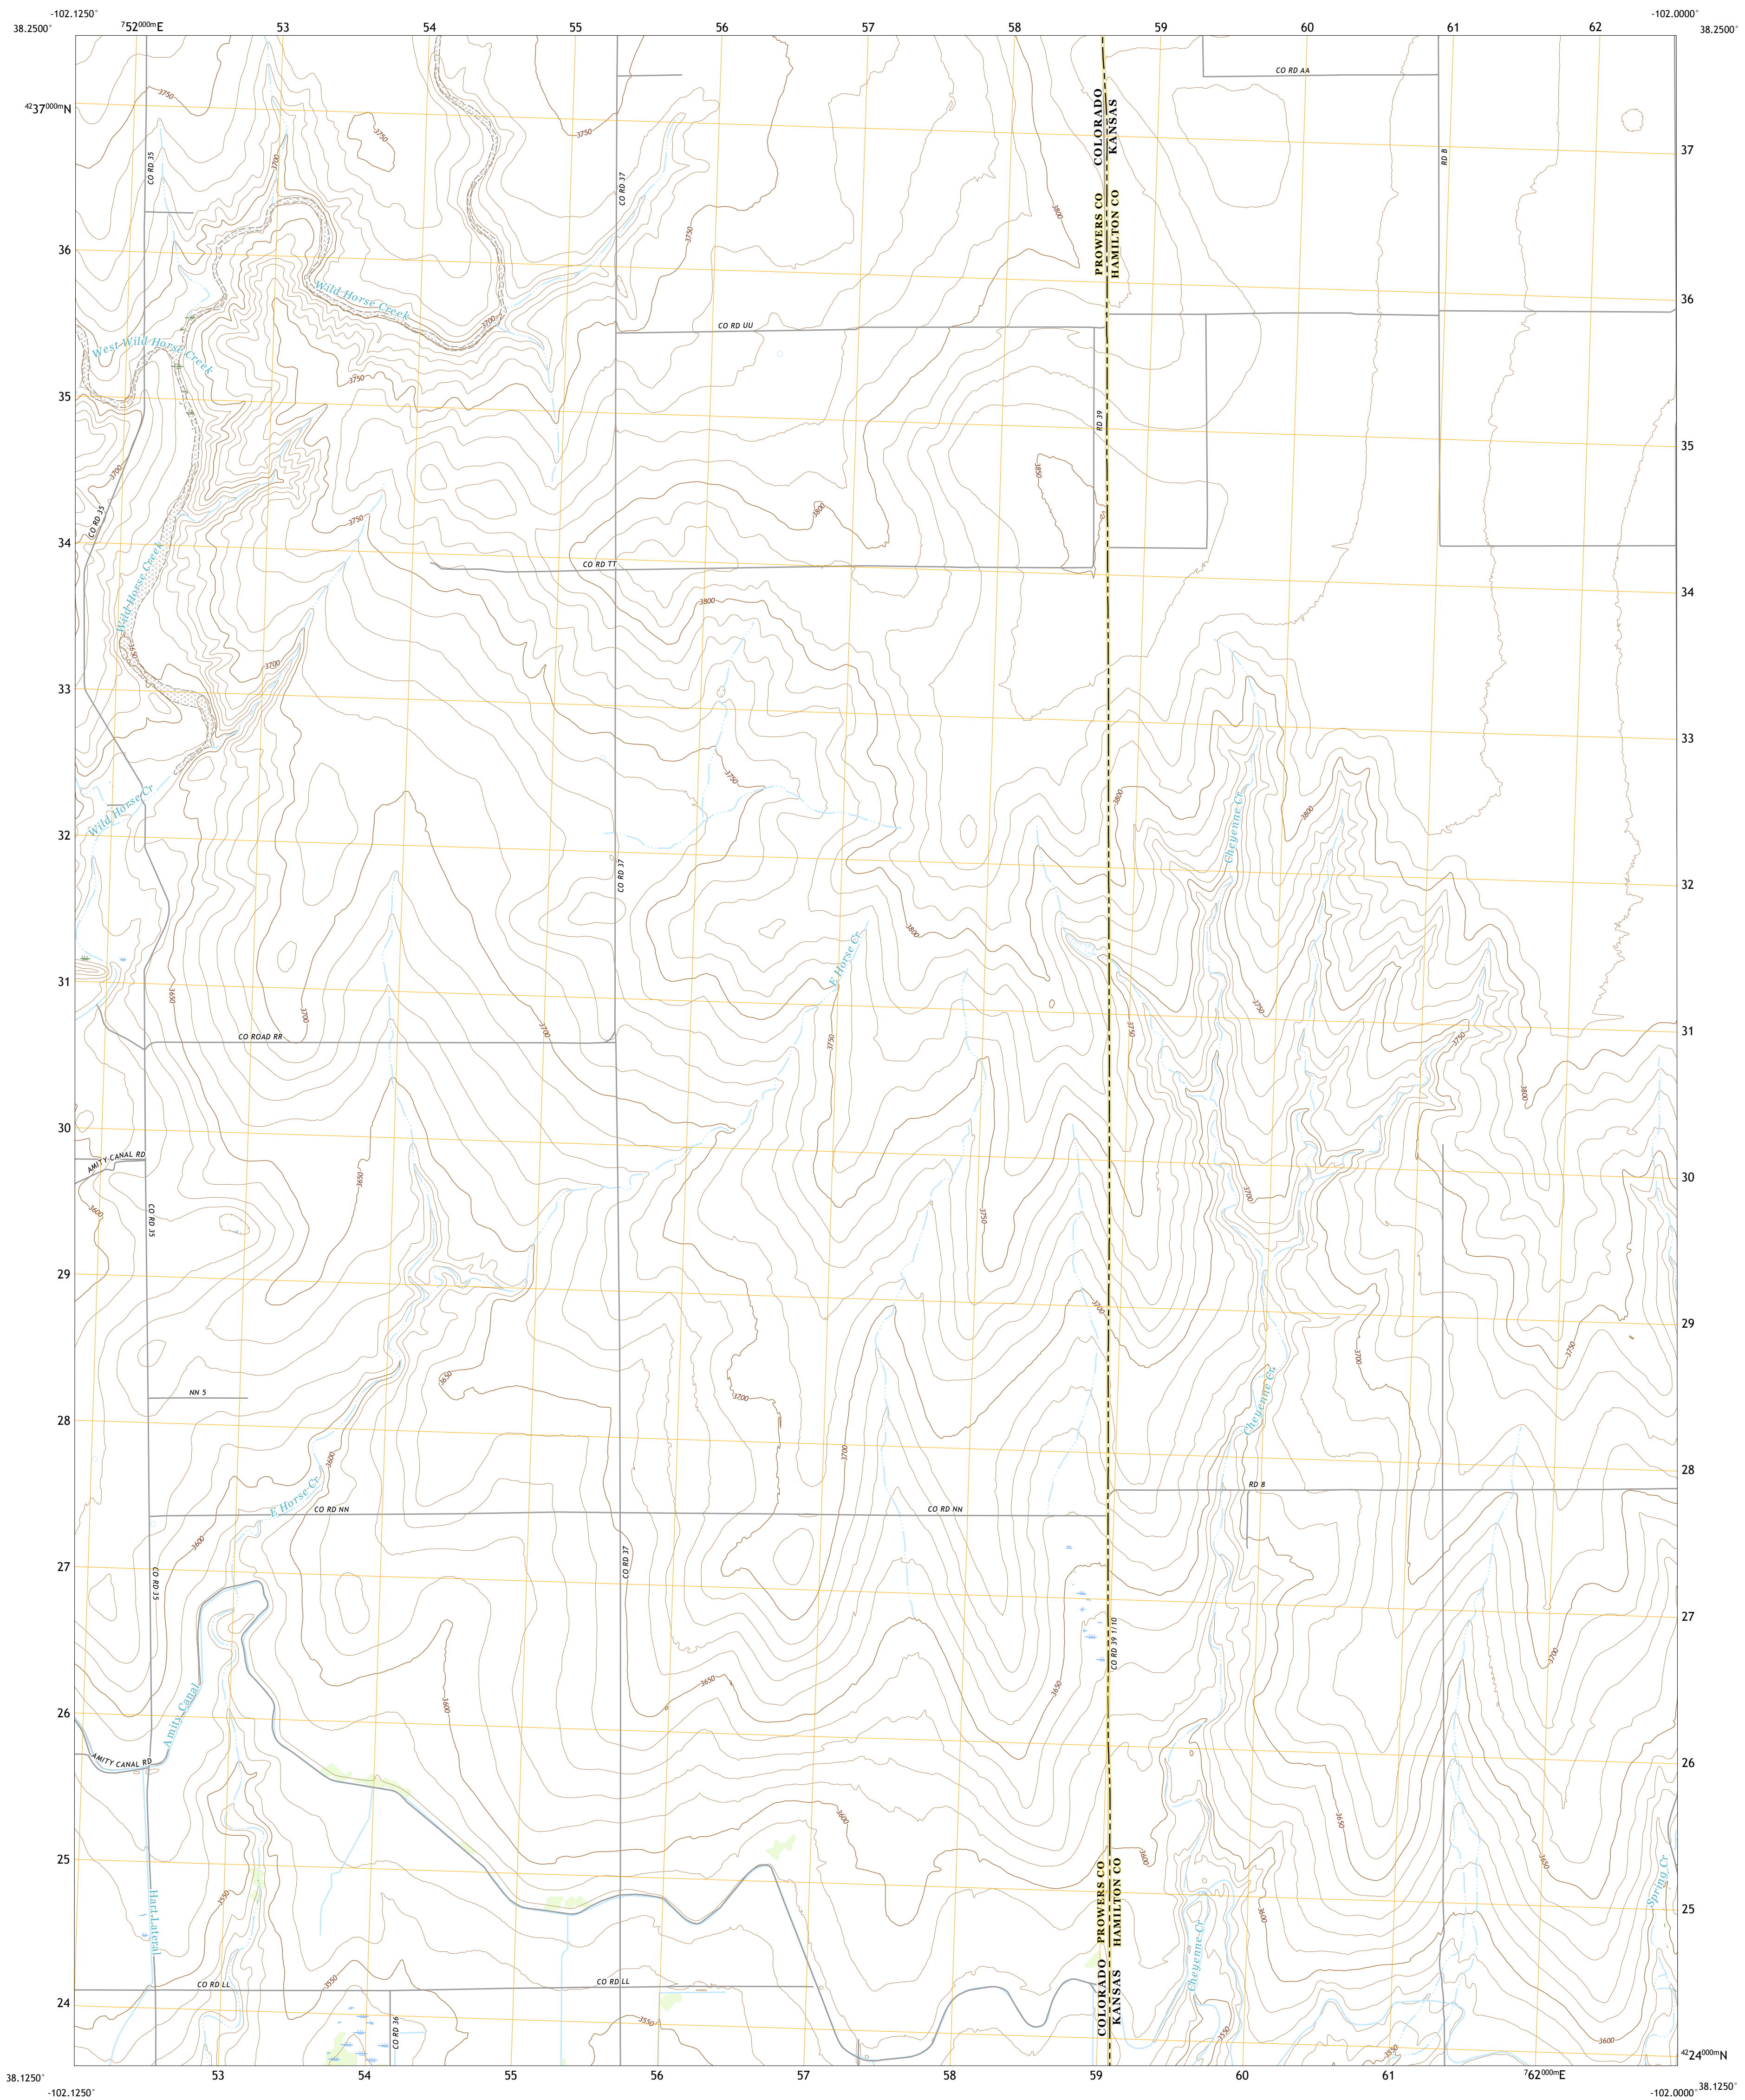 -102.1250°
-102.0000°
38.2500°
⁷52⁰⁰⁰ᵐE
53
54
55
56
57
58
59
60
61
62
38.2500°
CO RD AA
⁴²37⁰⁰⁰ᵐN
3750
3750
3750
COLORADO
KANSAS
37
CO RD 35
3700
CO RD 37
RD B
3800
PROWERS CO
HAMILTON CO
3750
36
36
Wild Horse Creek
3700
CO RD UU
West Wild Horse Creek
3750
35
35
RD 39
3700
3850
CO RD 35
3750
3800
34
CO RD TT
34
Wild Horse Creek
3800
3650
3700
33
33
3750
Wild Horse Cr
3800
3800
Cheyenne Cr
32
32
CO RD 37
3800
E Horse Cr
31
3650
3700
3700
3750
3750
3750
3750
31
CO ROAD RR
3800
30
AMITY CANAL RD
3650
3700
30
3600
CO RD 35
3750
29
3700
29
3700
3750
3650
NN 5
3700
Cheyenne Cr
28
3700
3600
28
E Horse Cr
CO RD NN
CO RD NN
RD B
3600
27
CO RD 35
CO RD 37
27
CO RD 39 1/10
3700
3650
3650
Amity Canal
3600
26
AMITY CANAL RD
26
3600
3650
25
3600
3650
PROWERS CO
HAMILTON CO
3550
3600
Spring Cr
25
Hart Lateral
Cheyenne Cr
COLORADO
KANSAS
3550
CO RD LL
CO RD LL
24
CO RD 36
3550
3550
3550
3600
⁴²24⁰⁰⁰ᵐN
38.1250°
53
54
55
56
57
58
59
60
61
⁷62⁰⁰⁰ᵐE
38.1250°
-102.1250°
-102.0000°